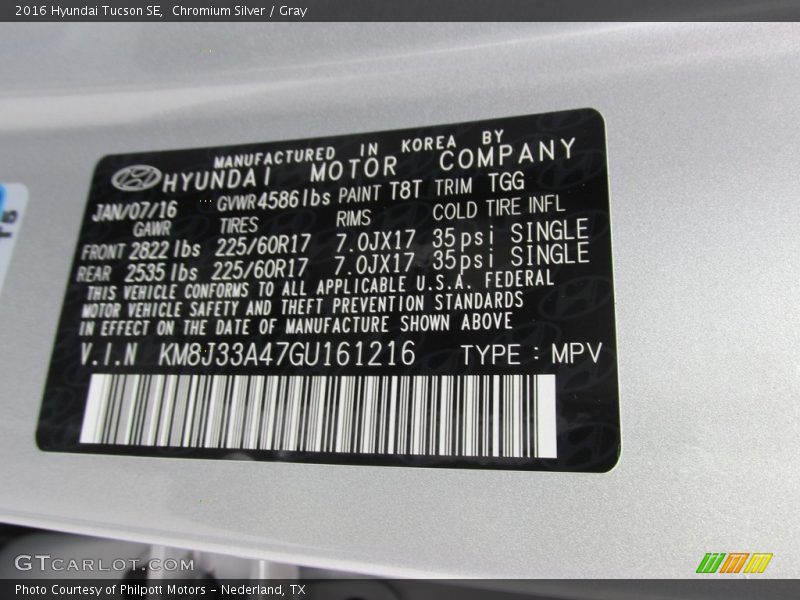 2016 Hyundai Tucson SE,  Chromium Silver / Gray
MANUFACTURED IN KOREA BY
HYUNDAI MOTOR COMPANY
JAN/07/16 GVWR 4586 lbs PAINT T8T TRIM TGG
GAWR TIRES RIMS COLD TIRE INFL
FRONT 2822 lbs 225/60R17 7.0JX17 35psi SINGLE
REAR 2535 lbs 225/60R17 7.0JX17 35psi SINGLE
THIS VEHICLE CONFORMS TO ALL APPLICABLE U.S.A. FEDERAL
MOTOR VEHICLE SAFETY AND THEFT PREVENTION STANDARDS
IN EFFECT ON THE DATE OF MANUFACTURE SHOWN ABOVE
V.I.N KM8J33A47GU161216 TYPE : MPV
GTCARLOT.COM
Photo Courtesy of Philpott Motors - Nederland, TX